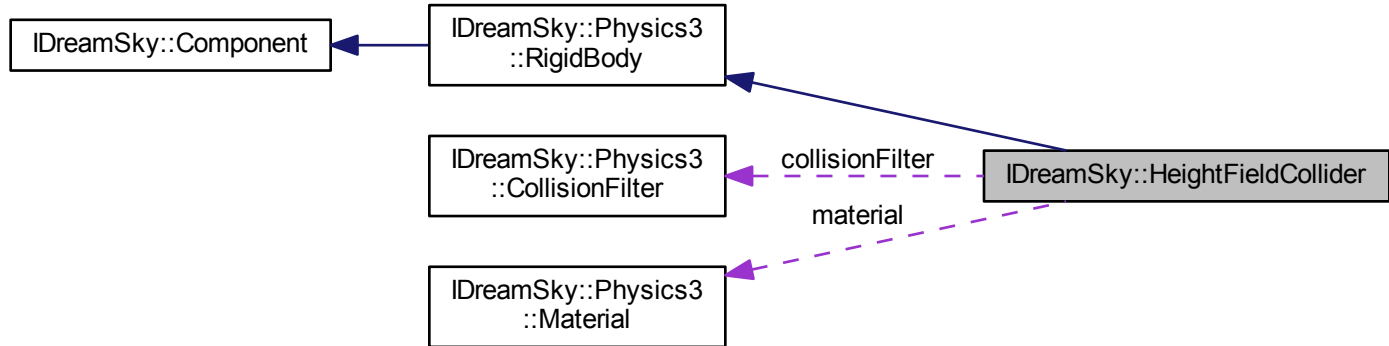 IDreamSky::Component
IDreamSky::Physics3
::RigidBody
IDreamSky::Physics3
::CollisionFilter
collisionFilter
IDreamSky::HeightFieldCollider
material
IDreamSky::Physics3
::Material